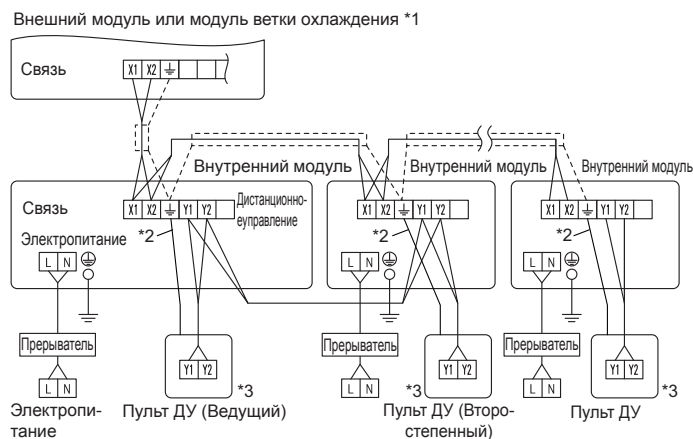 Внешний модуль или модуль ветки охлаждения *1
Связь
X1 X2
Внутренний модуль
Внутренний модуль
Внутренний модуль
Связь
X1 X2 Y1 Y2
Дистанционно-
еуправление
X1 X2 Y1 Y2
X1 X2 Y1 Y2
*2
*2
*2
Электропитание
L N
L N
L N
Прерыватель
Прерыватель
Прерыватель
Y1 Y2
Y1 Y2
Y1 Y2
L N
*3
L N
*3
L N
*3
Электропи-
тание
Пульт ДУ (Ведущий)
Пульт ДУ (Второ-
степенный)
Пульт ДУ